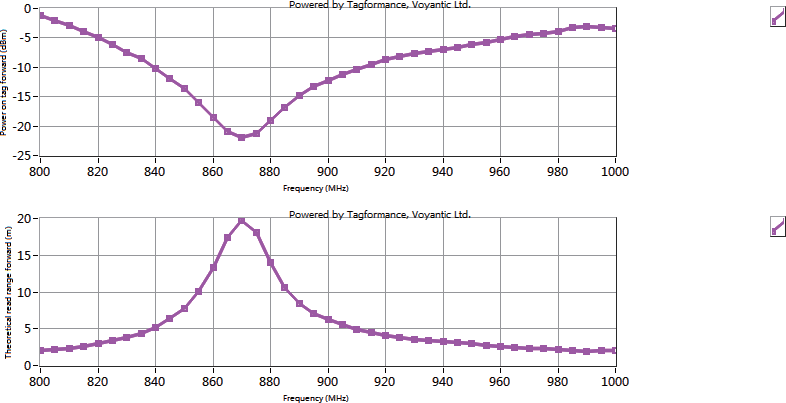 Powered by Tagformance, Voyantic Ltd.
Power on tag forward (dBm)
0
-5
-10
-15
-20
-25
800 820 840 860 880 900 920 940 960 980 1000
Frequency (MHz)
Powered by Tagformance, Voyantic Ltd.
Theoretical read range forward (m)
20
15
10
5
0
800 820 840 860 880 900 920 940 960 980 1000
Frequency (MHz)